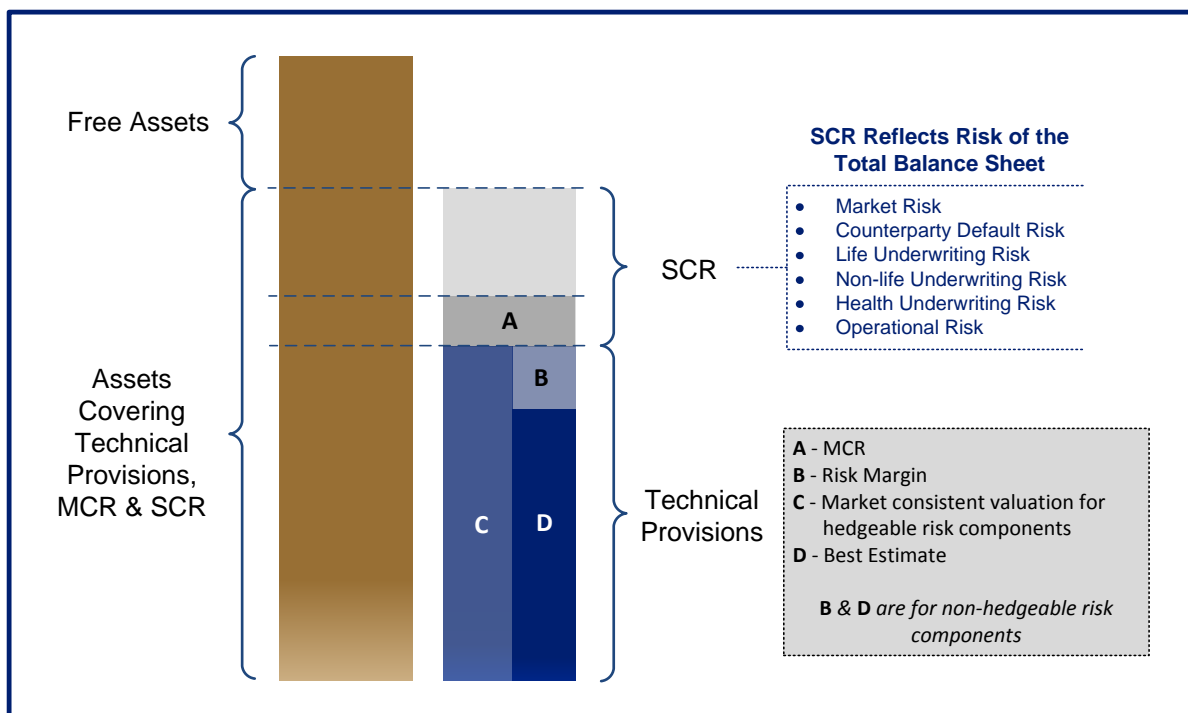 Free Assets
Assets
Covering
Technical
Provisions,
MCR & SCR
A
B
C
D
SCR
Technical
Provisions
SCR Reflects Risk of the
Total Balance Sheet
• Market Risk
• Counterparty Default Risk
• Life Underwriting Risk
• Non-life Underwriting Risk
• Health Underwriting Risk
• Operational Risk
A - MCR
B - Risk Margin
C - Market consistent valuation for
hedgeable risk components
D - Best Estimate
B & D are for non-hedgeable risk
components